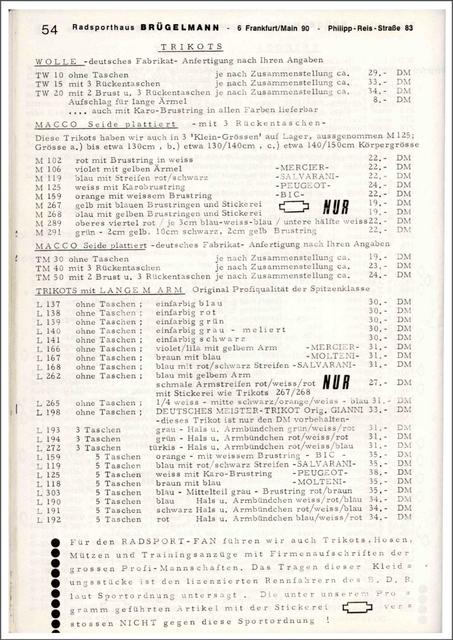 54 Radsporthaus BRÜGELMANN - 6 Frankfurt/Main 90 - Philipp-Reis-Straße 83
TRIKOTS
WOLLE -deutsches Fabrikat- Anfertigung nach Ihren Angaben
TW 10 ohne Taschen je nach Zusammenstellung ca. 29.- DM
TW 15 mit 3 Rückentaschen je nach Zusammenstellung ca. 33.- DM
TW 20 mit 2 Brust u, 3 Rückentaschen je nach Zusammenstellung ca. 34.- DM
Aufschlag für lange Ärmel 8.- DM
.... auch mit Karo-Brustring in allen Farben lieferbar
MACCO Seide plattiert -mit 3 Rückentaschen-
Diese Trikots haben wir auch in 3 'Klein-Grössen' auf Lager, aussgenommen M 125;
Grösse a.) bis etwa 130cm , b.) etwa 130/140cm , c.) etwa 140/150cm Körpergrösse
M 102 rot mit Brustring in weiss 22.- DM
M 106 violet mit gelben Ärmel -MERCIER- 22.- DM
M 119 blau mit Streifen rot/schwarz -SALVARANI- 22.- DM
M 125 weiss mit Karobrustring -PEUGOT- 24.- DM
M 159 orange mit weissem Brustring -BIC- 22.- DM
M 267 gelb mit blauen Brustringen und Stickerei NUR 19.- DM
M 268 blau mit gelben Brustringen und Stickerei 19.- DM
M 289 oberes viertel rot / je 3cm blau-weiss-blau / untere hälfte weiss 22.- DM
M 291 grün - 2cm gelb. 10cm schwarz, 2cm gelb Brustring 22.- DM
MACCO Seide plattiert -deutsches Fabrikat- Anfertigung nach Ihren Angaben
TM 30 ohne Taschen je nach Zusammenstellung ca. 19.- DM
TM 40 mit 3 Rückentaschen je nach Zusammenstellung ca. 23.- DM
TM 50 mit 2 Brust u, 3 Rückentaschen je nach Zusammenstellung ca. 24.- DM
TRIKOTS mit LANGEM ARM Original Profiqualität der Spitzenklasse
L 137 ohne Taschen ; einfarbig blau 30.- DM
L 138 ohne Taschen ; einfarbig rot 30.- DM
L 139 ohne Taschen ; einfarbig grün 30.- DM
L 140 ohne Taschen ; einfarbig grau - meliert 30.- DM
L 141 ohne Taschen ; einfarbig schwarz 30.- DM
L 166 ohne Taschen ; violet/lila mit gelbem Arm -MERCIER- 31.- DM
L 167 ohne Taschen ; braun mit blau -MOLTENI- 31.- DM
L 168 ohne Taschen ; blau mit rot/schwarz Streifen -SALVARANI- 31.- DM
L 262 ohne Taschen ; blau mit gelbem Arm
schmale Armstreifen rot/weiss/rot NUR 27.- DM
mit Stickerei wie Trikots 267/268
L 265 ohne Taschen ; 1/4 weiss - mitte schwarz/orange/weiss - blau 31.- DM
L 198 ohne Taschen ; DEUTSCHES MEISTER-TRIKOT Orig, GIANNI 33.- DM
-dieses Trikot ist nur den DM vorbehalten-
L 193 3 Taschen grau - Hals u. Armbündchen grün/weiss/rot 31.- DM
L 194 3 Taschen grün - Hals u. Armbündchen rot/weiss/rot 31.- DM
L 272 3 Taschen türkis - Hals u. Armbündchen rot/weiss/blau 31.- DM
L 159 5 Taschen orange - mit weissem Brustring - BIC - 35.- DM
L 119 5 Taschen blau mit rot/schwarz Streifen -SALVARANI- 35.- DM
L 125 5 Taschen weiss mit Karo-Brustring -PEUGEOT- 38.- DM
L 118 5 Taschen braun mit blau -MOLTENI- 35.- DM
L 303 5 Taschen blau - Mittelteil grau - Brustring rot/braun 35.- DM
L 190 5 Taschen blau Hals u. Armbündchen weiss/rot/blau 34.- DM
L 191 5 Taschen schwarz Hals u. Armbündchen rot/gelb/rot 34.- DM
L 192 5 Taschen rot Hals u. Armbündchen blau/weiss/rot 34.- DM
Für den RADSPORT-FAN führen wir auch Trikots,Hosen,
Mützen und Trainingsanzüge mit Firmenaufschriften der
grossen Profi-Mannschaften. Das Tragen dieser Kleid
ungsstücke ist den lizenzierten Rennfahrern des B. D. R.
laut Sportordnung untersagt . Die unter unserem Pro
gramm geführten Artikel mit der Stickerei vers
stossen NICHT gegen diese Sportordnung !